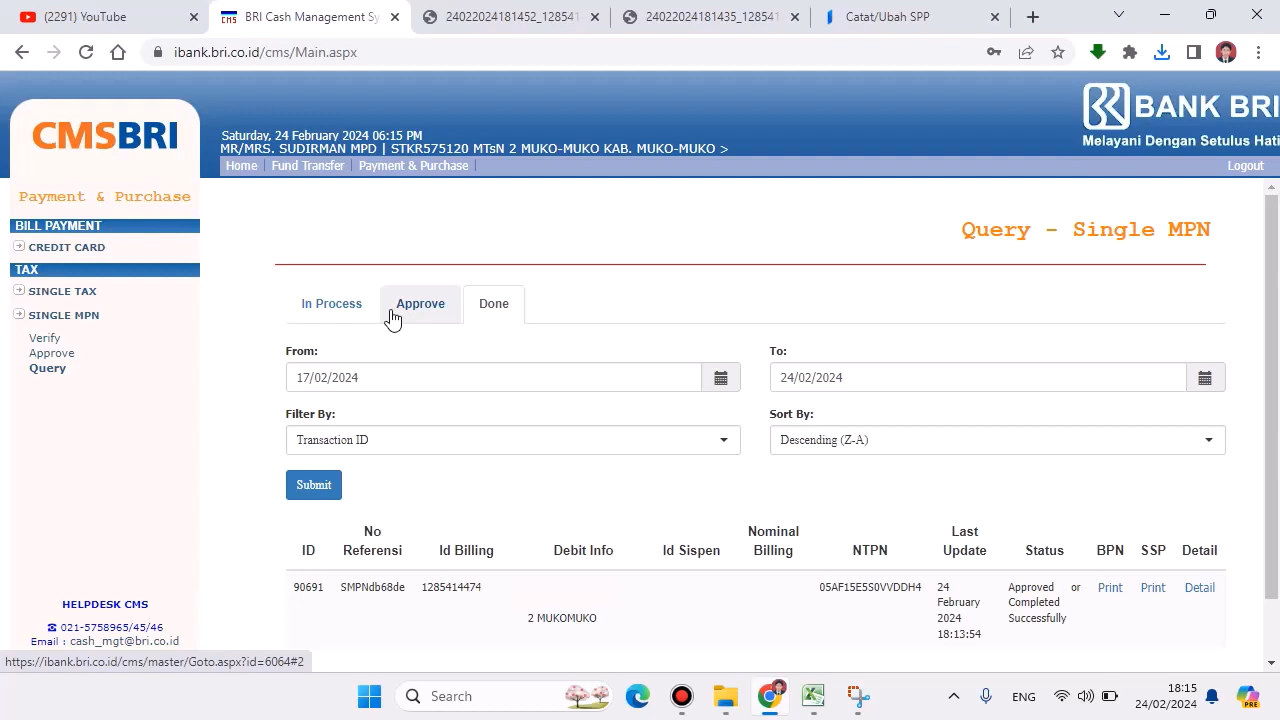 (2291) YouTube
BRI Cash Management Sy
24022024181452_128541
24022024181452_128541
Catat/Ubah SPP
ibank.bri.co.id/cms/Main.aspx
CMSBRI
BANK BRI
Melayani Dengan Setulus Hati
Saturday, 24 February 2024 06:15 PM
MR/MRS. SUDIRMAN MPD | STKR575120 MTsN 2 MUKO-MUKO KAB. MUKO-MUKO >
Home
Fund Transfer
Payment & Purchase
Logout
Payment & Purchase
BILL PAYMENT
CREDIT CARD
TAX
SINGLE TAX
SINGLE MPN
Verify
Approve
Query
HELPDESK CMS
021-5758965/45/46
Email : cash_mgt@bri.co.id
Query - Single MPN
In Process
Approve
Done
From:
To:
17/02/2024
24/02/2024
Filter By:
Sort By:
Transaction ID
Descending (Z-A)
Submit
ID
No Referensi
Id Billing
Debit Info
Id Sispen
Nominal Billing
NTPN
Last Update
Status
BPN
SSP
Detail
90691
SMPNdb68de
1285414474
2 MUKOMUKO
05AF15E5S0VVDDH4
24
February
2024
18:13:54
Approved or
Completed
Successfully
Print
Print
Detail
https://ibank.bri.co.id/cms/master/Goto.aspx?id=6064#2
Search
ENG
18:15
24/02/2024
PRE